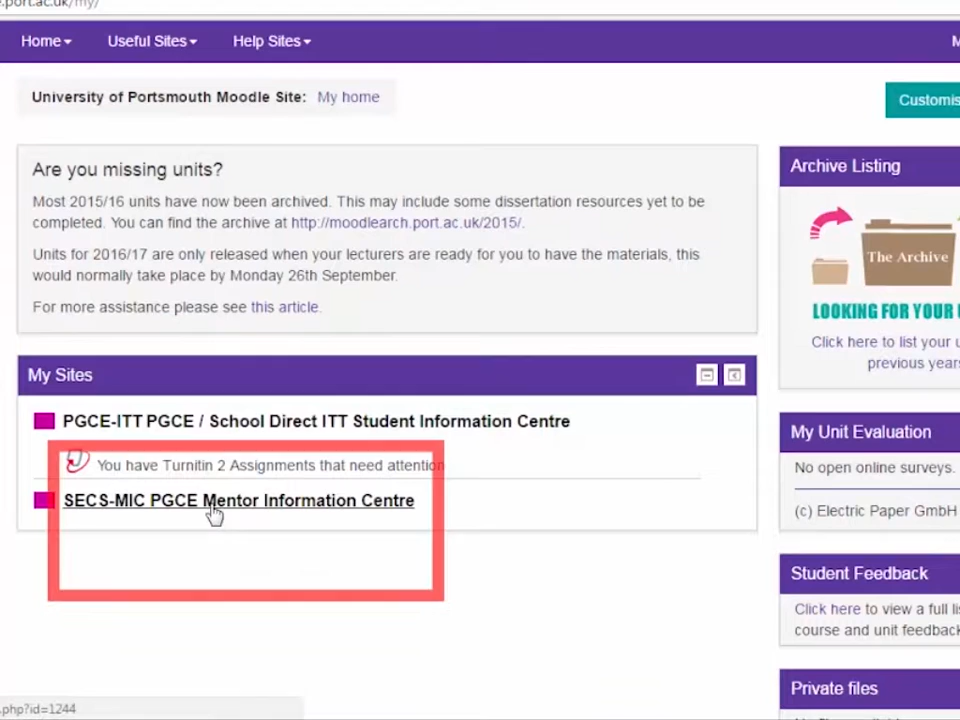 .port.ac.uk/my/
Home Useful Sites Help Sites
University of Portsmouth Moodle Site: My home
Customis
Are you missing units?
Most 2015/16 units have now been archived. This may include some dissertation resources yet to be
completed. You can find the archive at http://moodlearch.port.ac.uk/2015/.
Units for 2016/17 are only released when your lecturers are ready for you to have the materials, this
would normally take place by Monday 26th September.
For more assistance please see this article.
My Sites
PGCE-ITT PGCE / School Direct ITT Student Information Centre
You have Turnitin 2 Assignments that need attention
SECS-MIC PGCE Mentor Information Centre
Archive Listing
The Archive
LOOKING FOR YOUR
Click here to list your u
previous years
My Unit Evaluation
No open online surveys.
(c) Electric Paper GmbH
Student Feedback
Click here to view a full lis
course and unit feedback
Private files
.php?id=1244